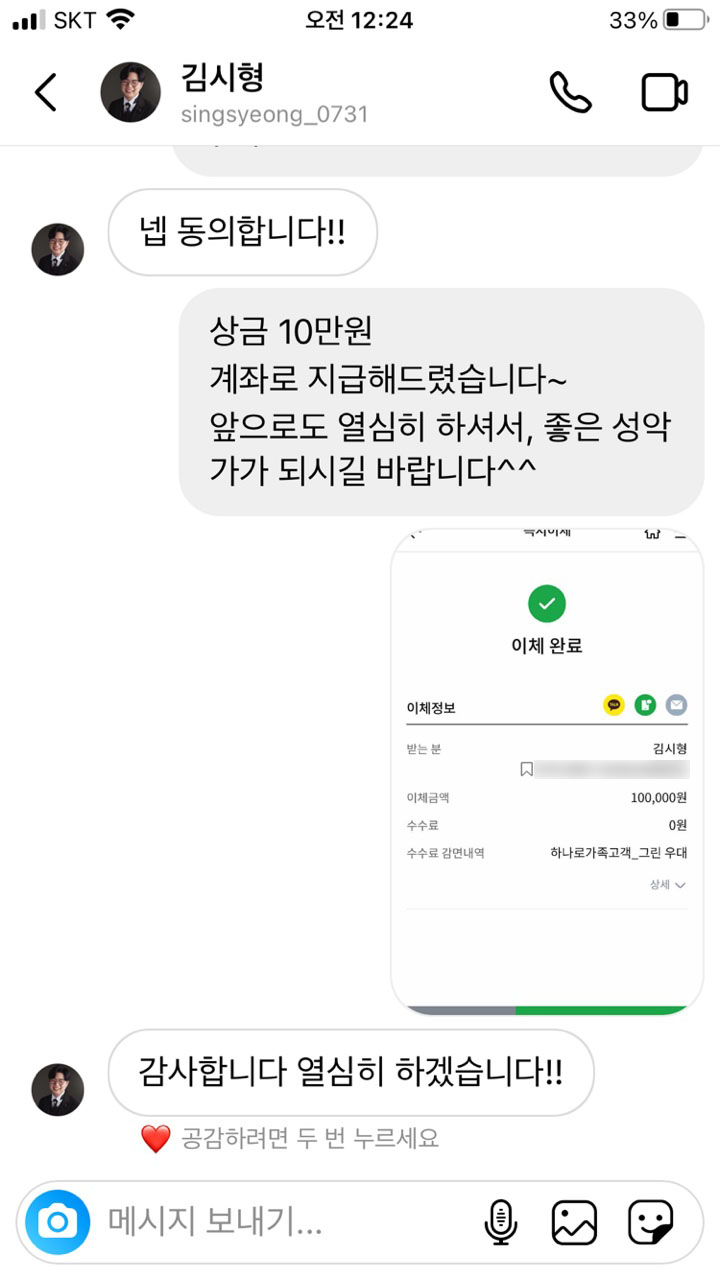 SKT 오전 12:24 33%
김시형
singsyeong_0731
넵 동의합니다!!
상금 10만원
계좌로 지급해드렸습니다~
앞으로도 열심히 하셔서, 좋은 성악
가가 되시길 바랍니다^^
이체 완료
이체정보
받는 분 김시형
이체금액 100,000원
수수료 0원
수수료 감면내역 하나로가족고객_그린 우대
상세
감사합니다 열심히 하겠습니다!!
공감하려면 두 번 누르세요
메시지 보내기...